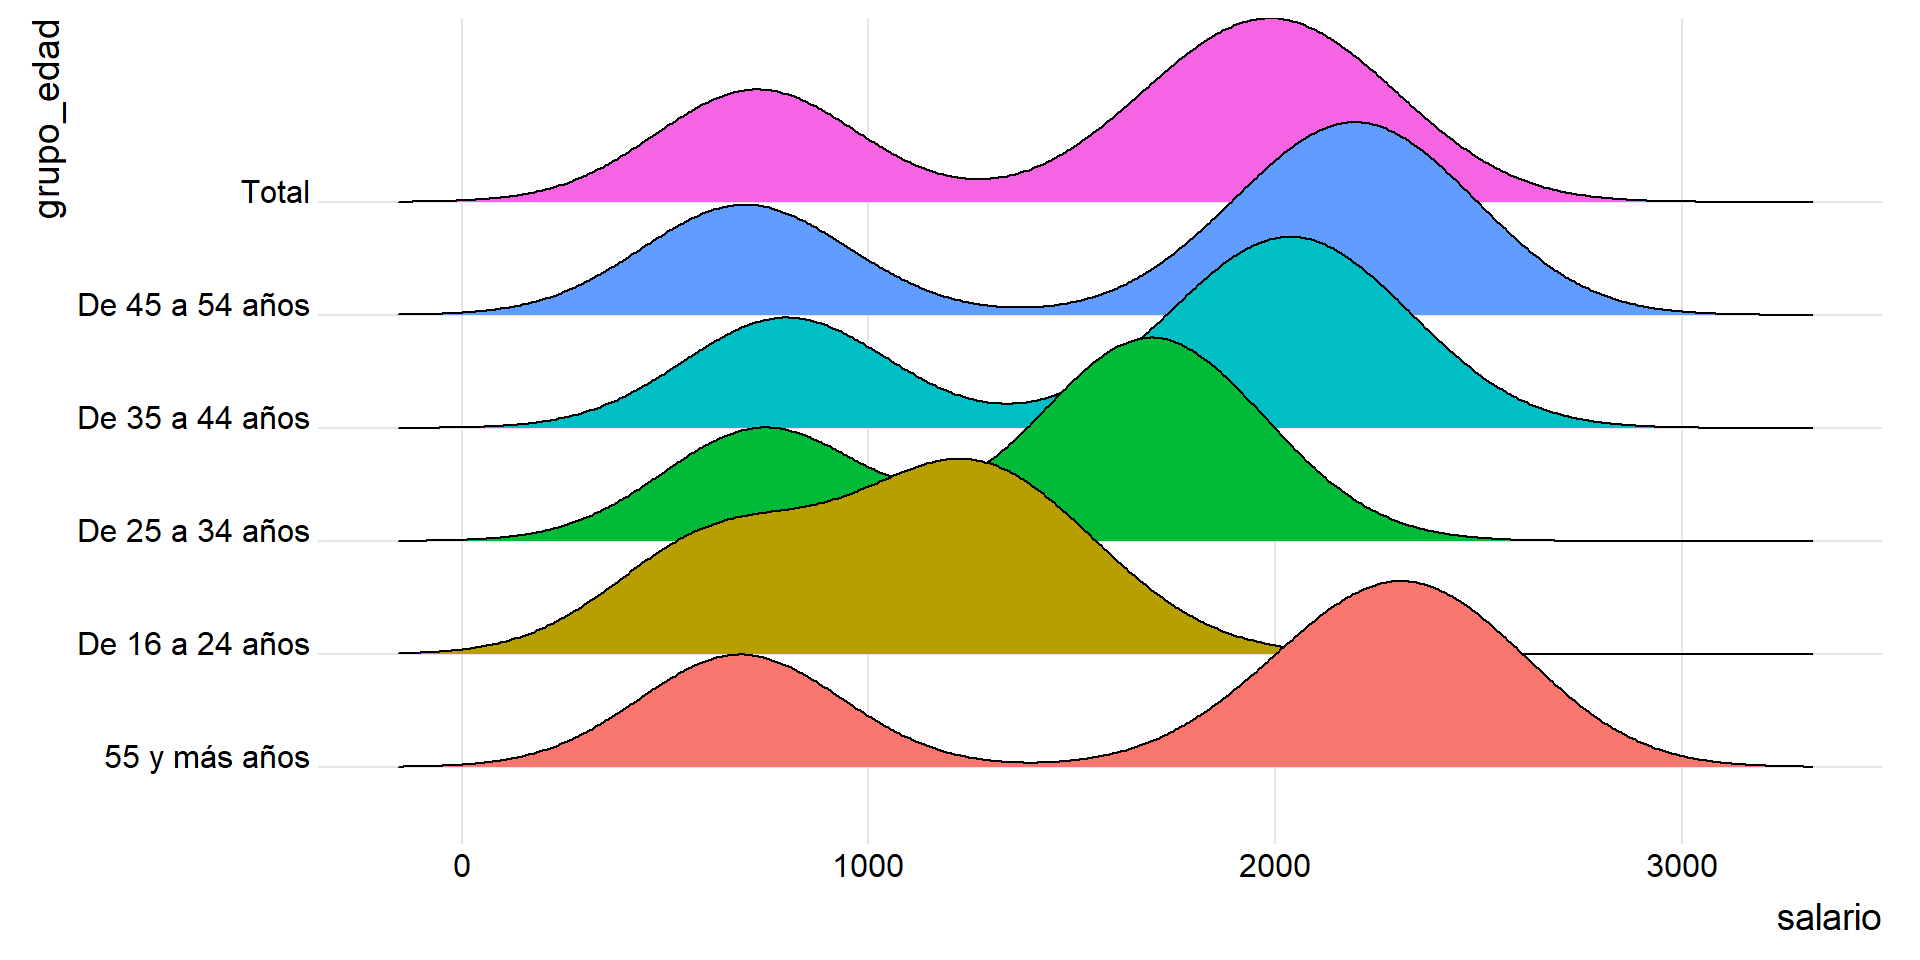 grupo_edad
Total
De 45 a 54 años
De 35 a 44 años
De 25 a 34 años
De 16 a 24 años
55 y más años
0 1000 2000 3000
salario